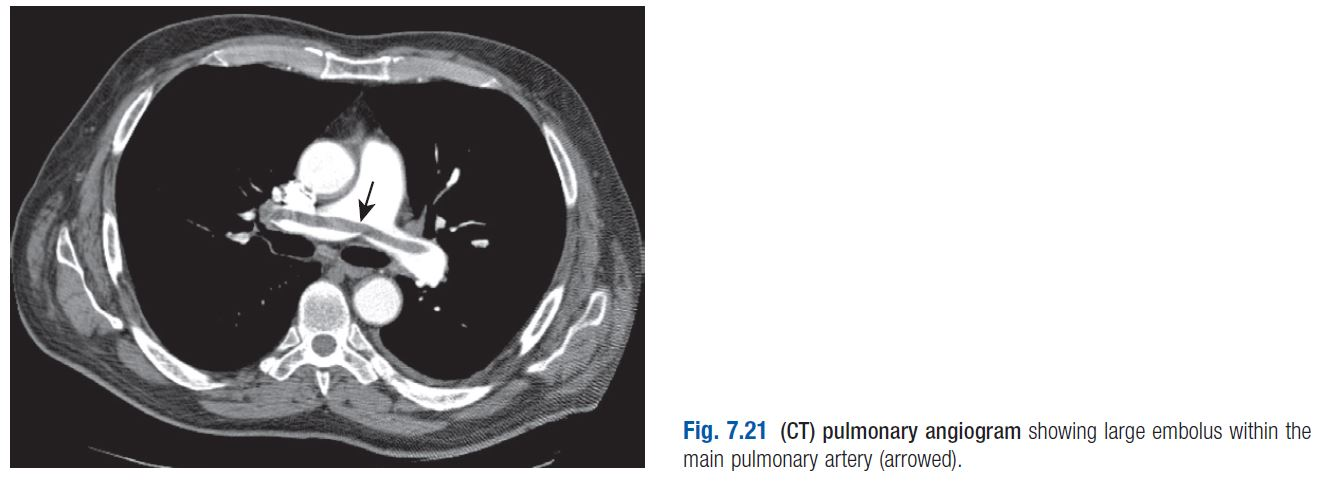 Fig. 7.21 (CT) pulmonary angiogram showing large embolus within the
main pulmonary artery (arrowed).